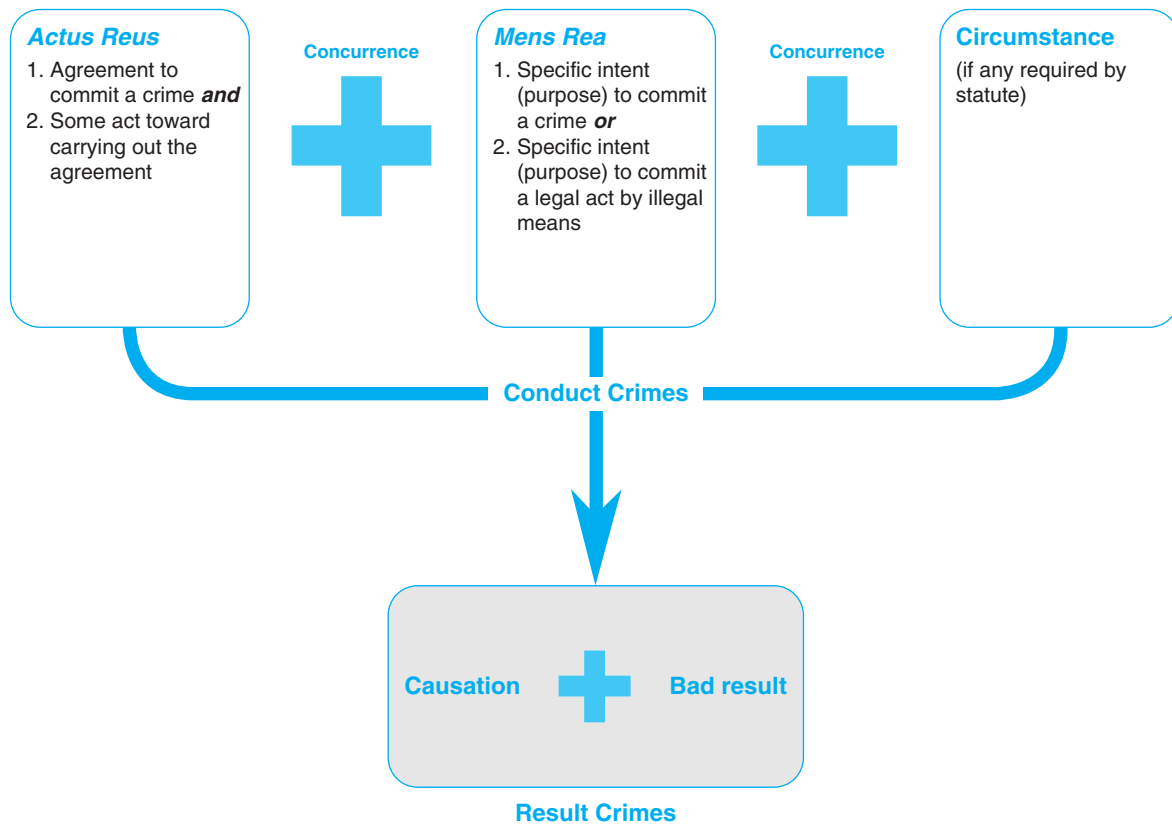 Actus Reus
1. Agreement to
commit a crime and
2. Some act toward
carrying out the
agreement
Concurrence
Mens Rea
1. Specific intent
(purpose) to commit
a crime or
2. Specific intent
(purpose) to commit
a legal act by illegal
means
Concurrence
Circumstance
(if any required by
statute)
Conduct Crimes
Causation
Bad result
Result Crimes